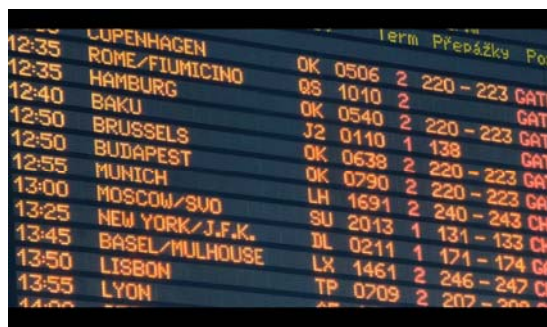 Term Přepážky
COPENHAGEN OK 0506 2 220-223
12:35 ROME/FIUMICINO QS 1010 2
12:35 HAMBURG OK 0540 2 220-223
12:40 BAKU J2 0110 1 138
12:50 BRUSSELS OK 0638 2 220-223
12:50 BUDAPEST OK 0790 2 220-223
12:55 MUNICH LH 1691 2 240-243
13:00 MOSCOW/SVO SU 2013 1 131-133
13:25 NEW YORK/J.F.K. DL 0211 1 171-174
13:45 BASEL/MULHOUSE LX 1461 2 246-247
13:50 LISBON TP 0709 2
13:55 LYON